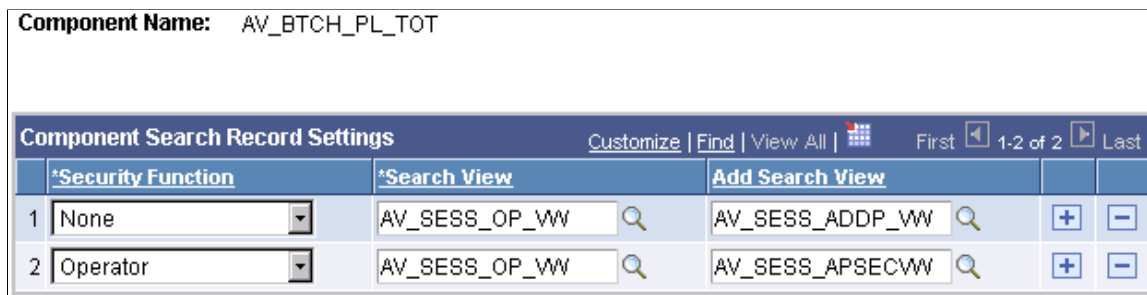 Component Name: AV_BTCH_PL_TOT
Component Search Record Settings Customize | Find | View All | First 1-2 of 2 Last
*Security Function *Search View Add Search View
1 None AV_SESS_OP_VW AV_SESS_ADDP_VW
2 Operator AV_SESS_OP_VW AV_SESS_APSECVW